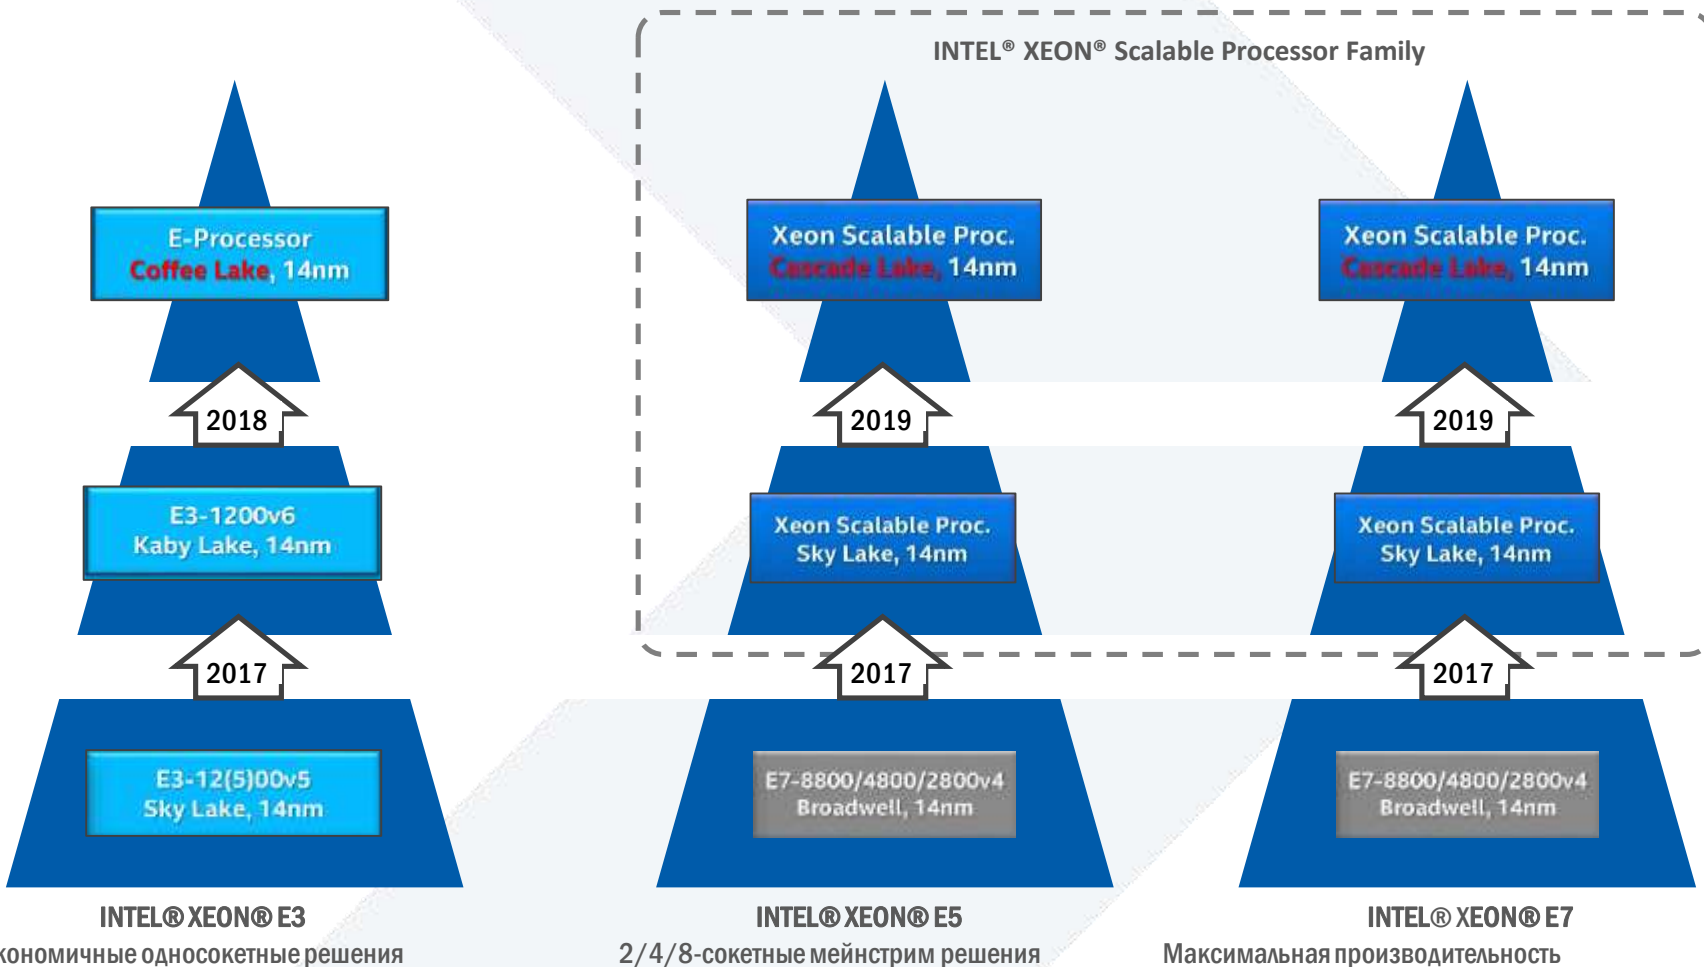 INTEL® XEON® Scalable Processor Family
E-Processor
Coffee Lake, 14nm
Xeon Scalable Proc.
Cascade Lake, 14nm
Xeon Scalable Proc.
Cascade Lake, 14nm
2018
2019
2019
E3-1200v6
Kaby Lake, 14nm
Xeon Scalable Proc.
Sky Lake, 14nm
Xeon Scalable Proc.
Sky Lake, 14nm
2017
2017
2017
E3-12(5)00v5
Sky Lake, 14nm
E7-8800/4800/2800v4
Broadwell, 14nm
E7-8800/4800/2800v4
Broadwell, 14nm
INTEL® XEON® E3
кономичные односокетные решения
INTEL® XEON® E5
2/4/8-сокетные мейнстрим решения
INTEL® XEON® E7
Максимальная производительность